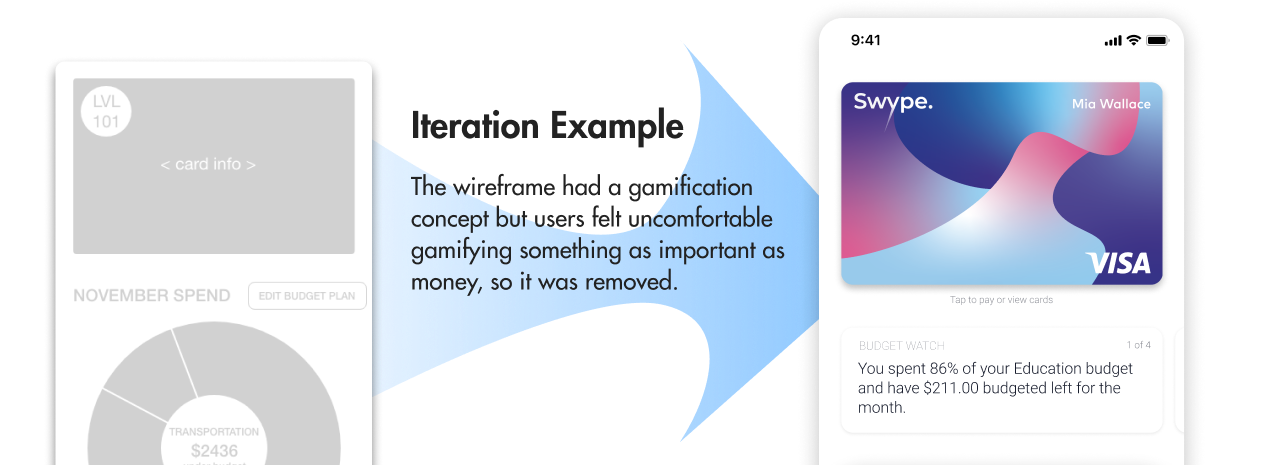 LVL
101
< card info >
NOVEMBER SPEND
EDIT BUDGET PLAN
TRANSPORTATION
$2436
under budget
Iteration Example
The wireframe had a gamification
concept but users felt uncomfortable
gamifying something as important as
money, so it was removed.
9:41
Swype.
Mia Wallace
VISA
Tap to pay or view cards
BUDGET WATCH
1 of 4
You spent 86% of your Education budget
and have $211.00 budgeted left for the
month.